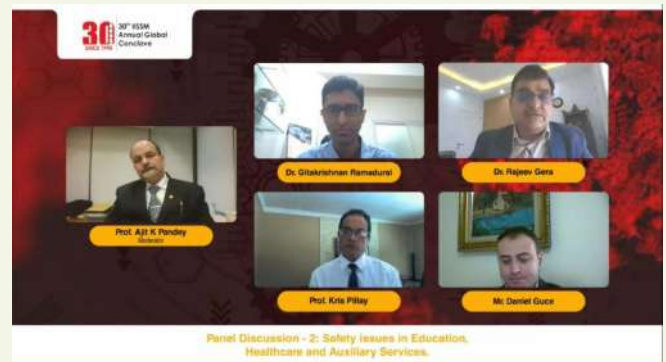 30
SINCE 1990
30th IISSM
Annual Global
Conclave
Dr. Gitakrishnan Ramadurai
Dr. Rajeev Gera
Prof. Ajit K Pandey
Moderator
Prof. Kris Pillay
Mr. Daniel Guce
Panel Discussion - 2: Safety issues in Education,
Healthcare and Auxiliary Services.